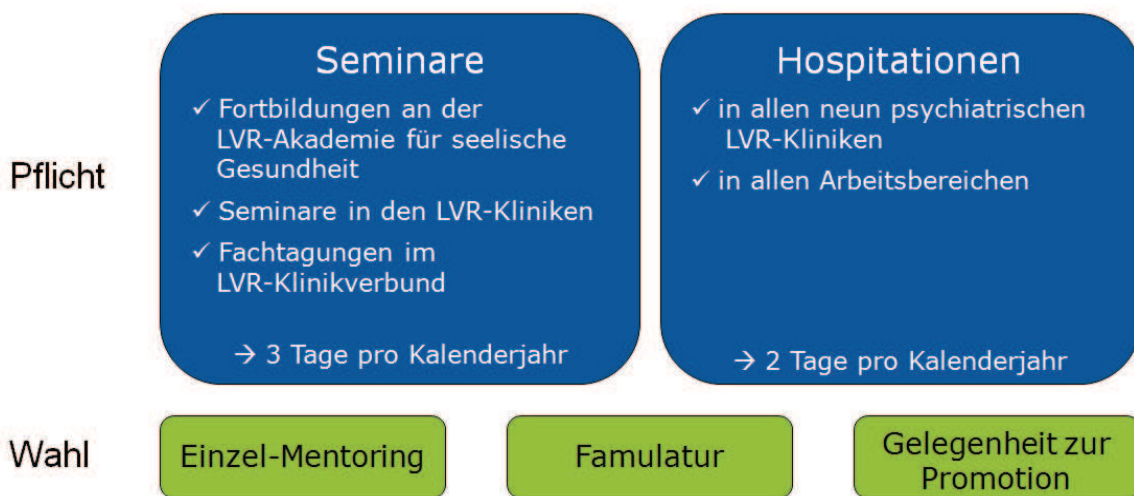 Pflicht
Seminare
✓ Fortbildungen an der
LVR-Akademie für seelische
Gesundheit
✓ Seminare in den LVR-Kliniken
✓ Fachtagungen im
LVR-Klinikverbund
→ 3 Tage pro Kalenderjahr
Hospitationen
✓ in allen neun psychiatrischen
LVR-Kliniken
✓ in allen Arbeitsbereichen
→ 2 Tage pro Kalenderjahr
Wahl
Einzel-Mentoring
Famulatur
Gelegenheit zur
Promotion